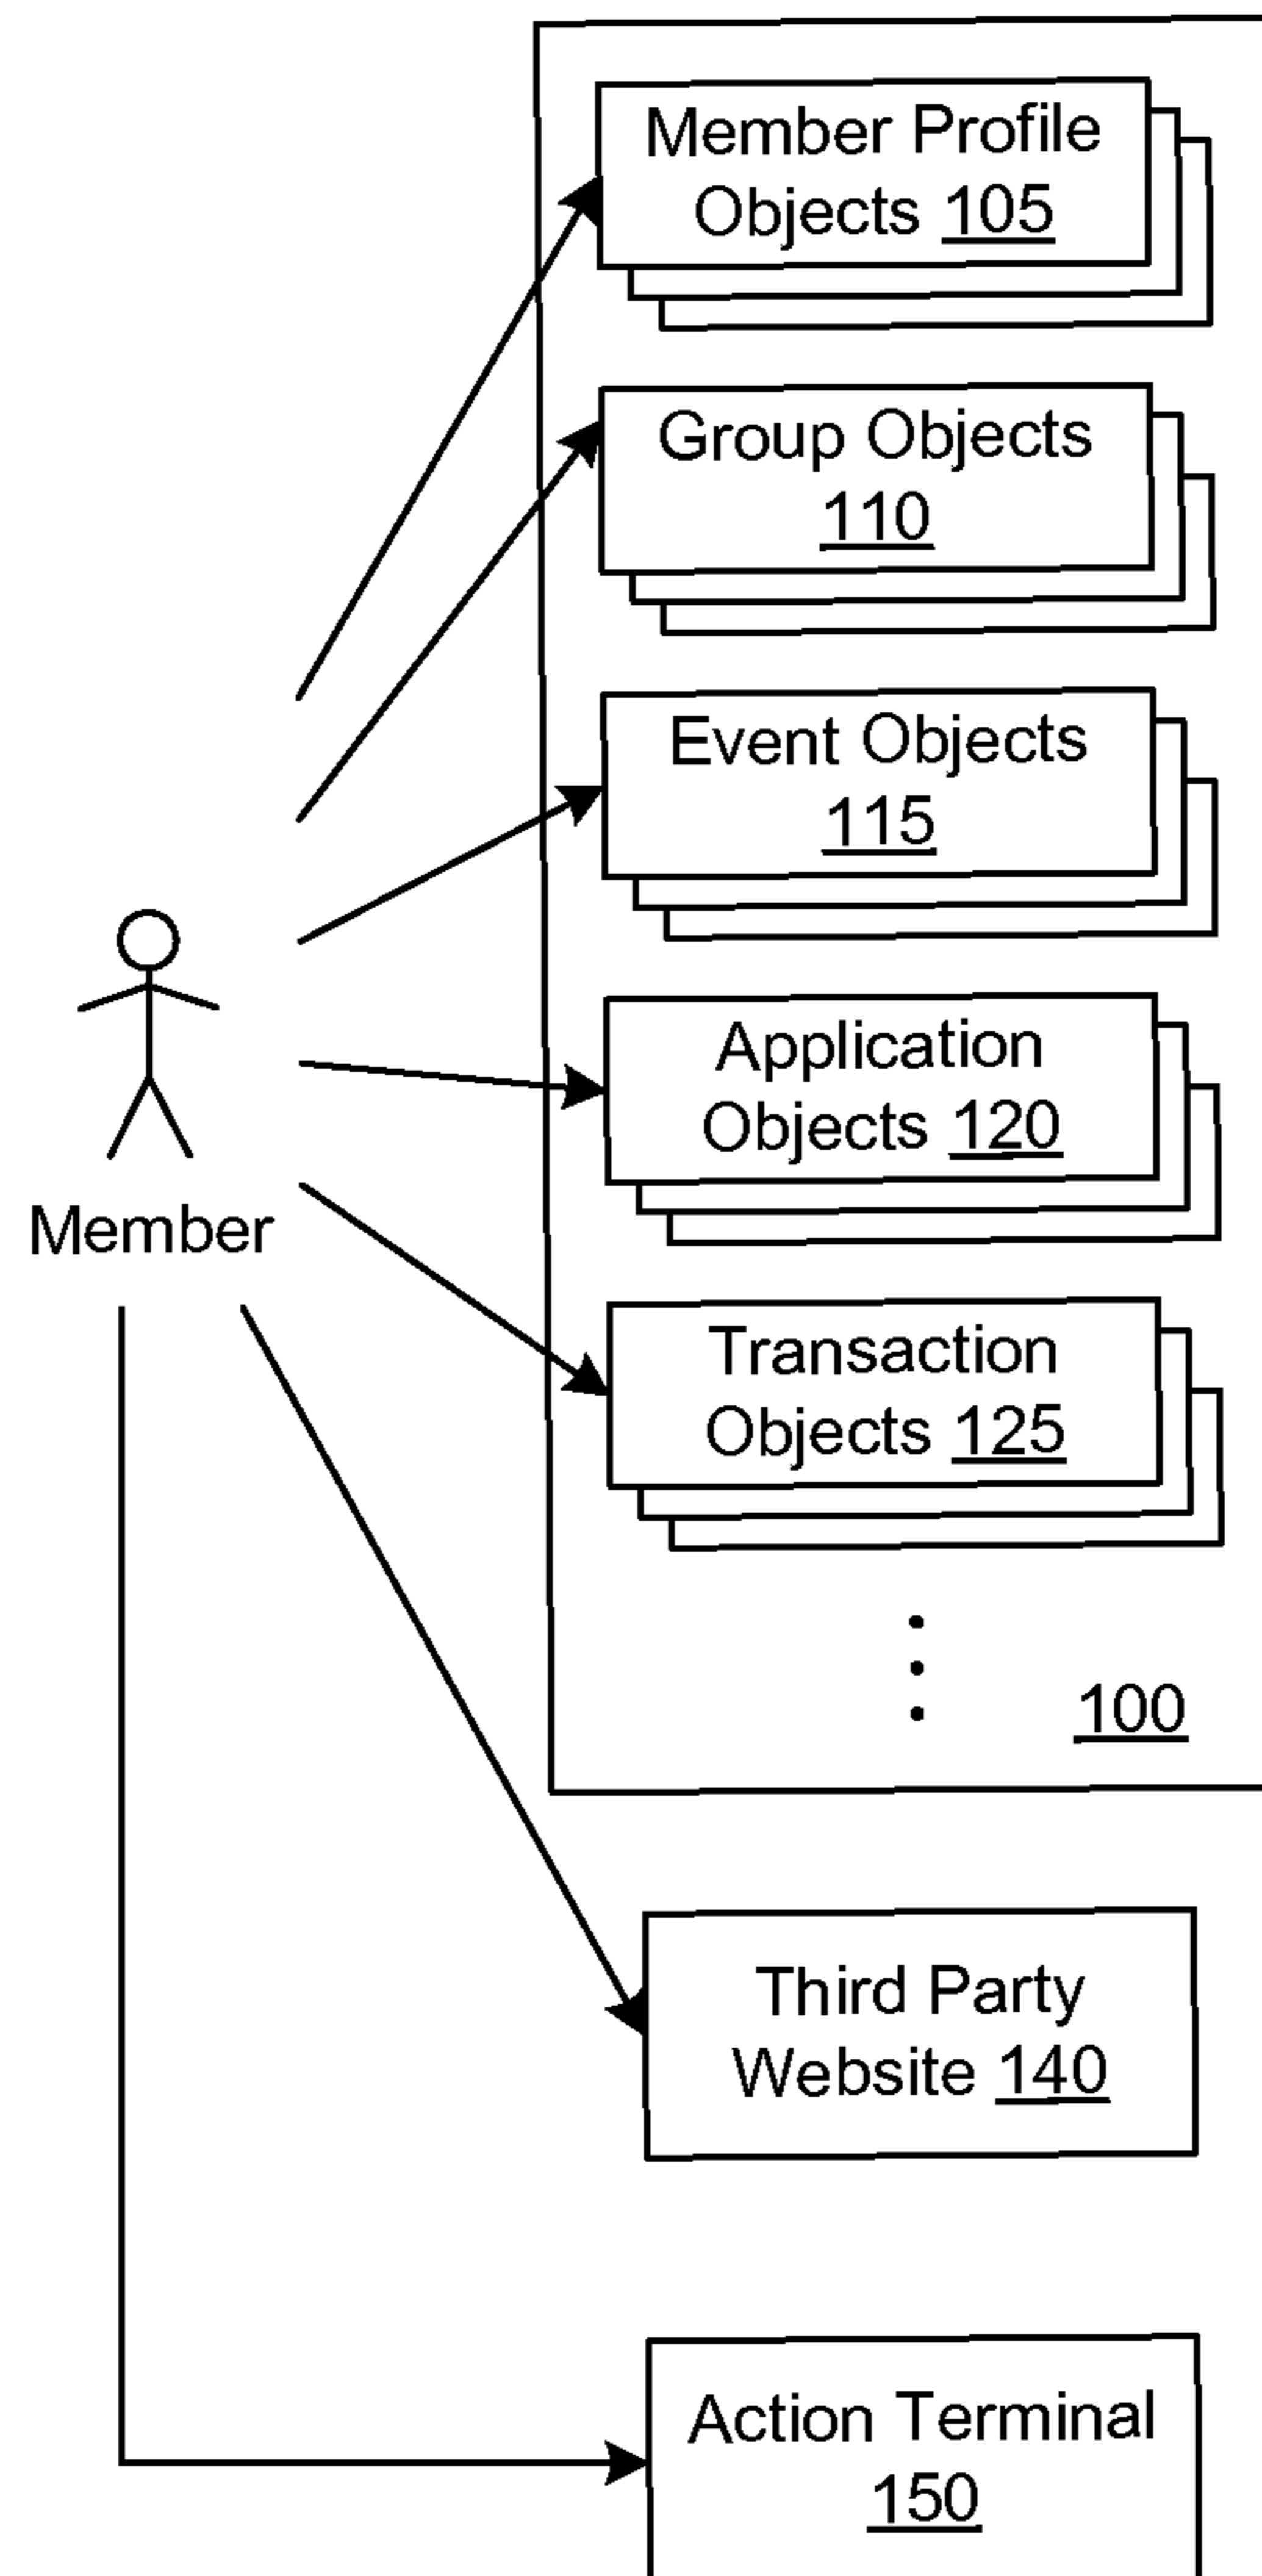 Member Profile
Objects 105
Group Objects
110
Event Objects
115
Application
Objects 120
Member
Transaction
Objects 125
100
Third Party
Website 140
Action Terminal
150